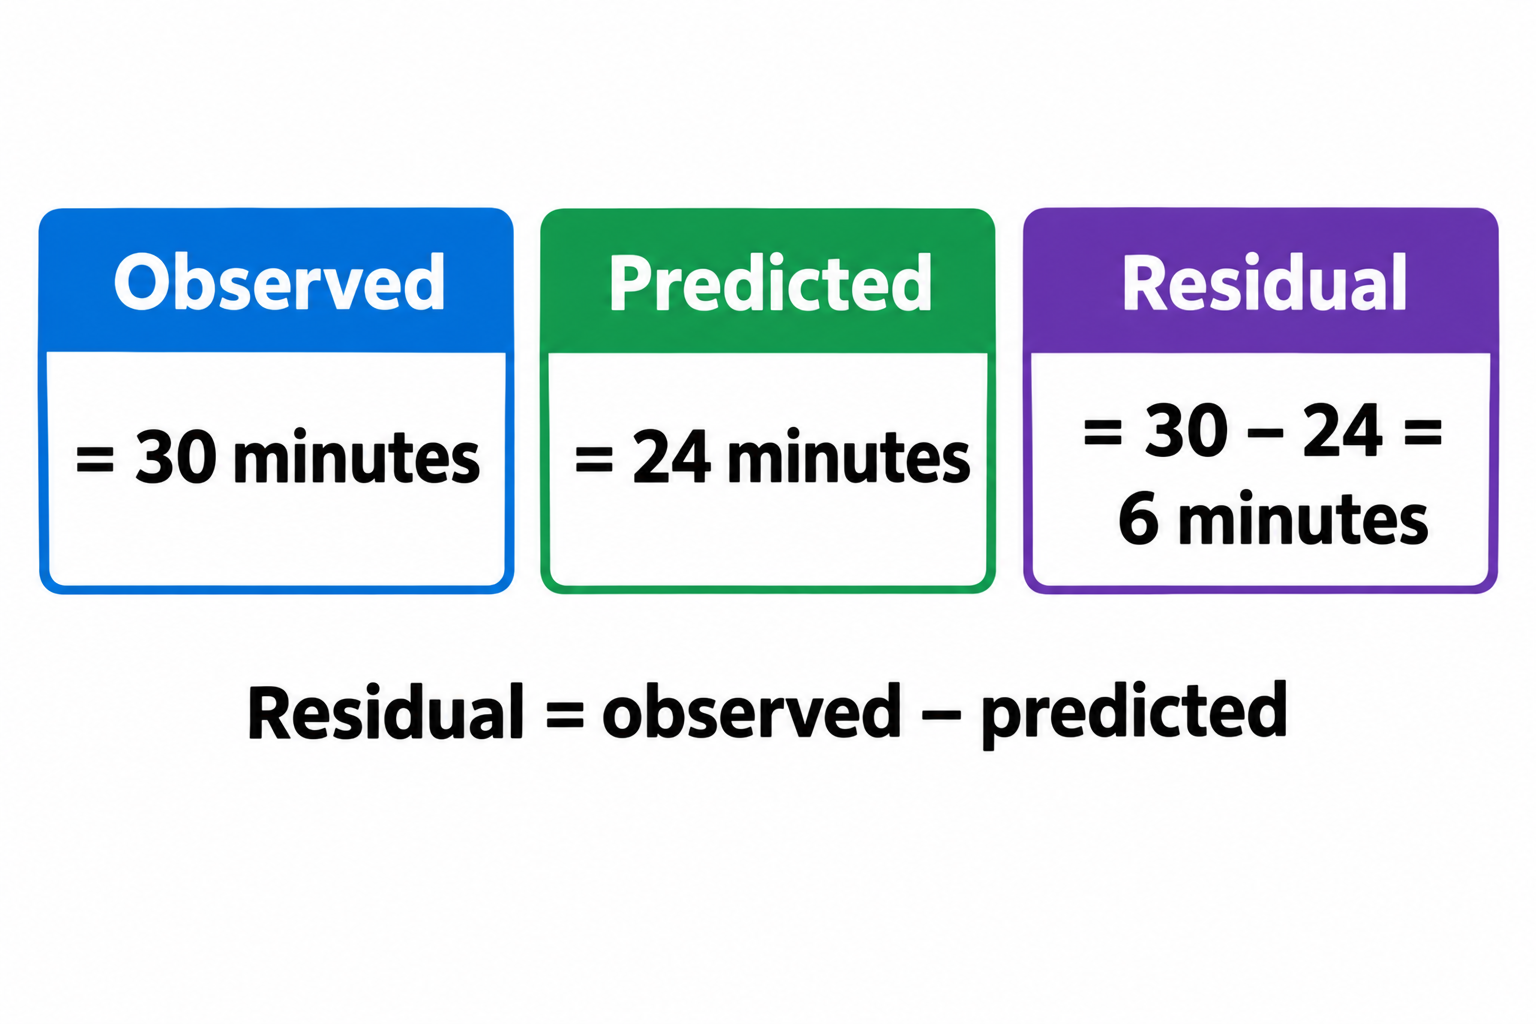 Observed
= 30 minutes
Predicted
= 24 minutes
Residual
= 30 – 24 =
6 minutes
Residual = observed – predicted